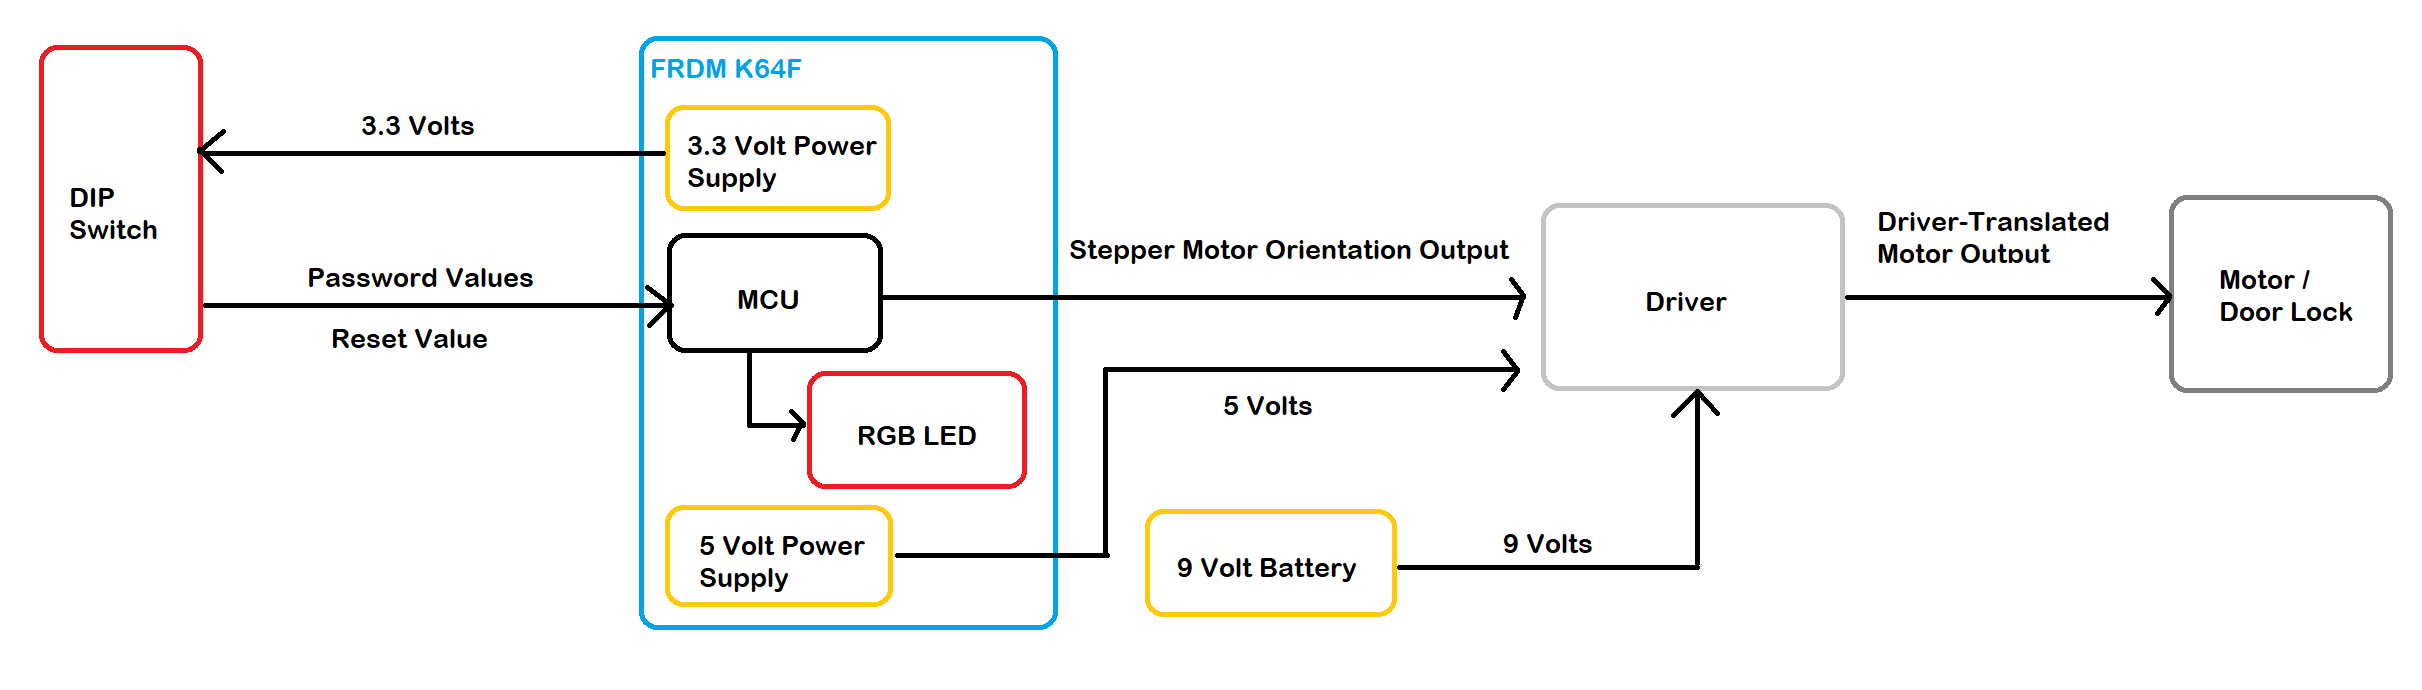 FRDM K64F
3.3 Volts
3.3 Volt Power
Supply
DIP
Switch
Password Values
Reset Value
MCU
RGB LED
5 Volt Power
Supply
Stepper Motor Orientation Output
5 Volts
9 Volt Battery
9 Volts
Driver
Driver-Translated
Motor Output
Motor /
Door Lock